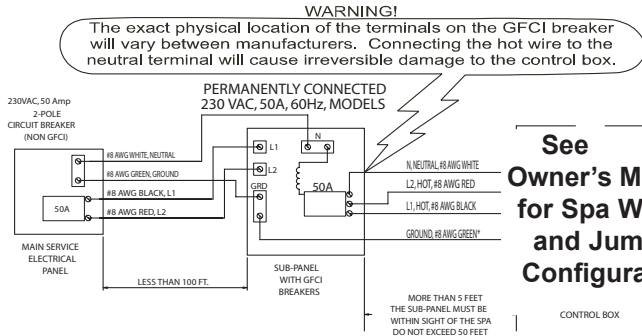 WARNING!
The exact physical location of the terminals on the GFCI breaker
will vary between manufacturers. Connecting the hot wire to the
neutral terminal will cause irreversible damage to the control box.
PERMANENTLY CONNECTED
230 VAC, 50A, 60Hz, MODELS
230VAC, 50 Amp
2-POLE
CIRCUIT BREAKER
(NON GFCI)
#8 AWG WHITE, NEUTRAL
#8 AWG GREEN, GROUND
#8 AWG BLACK, L1
#8 AWG RED, L2
50A
MAIN SERVICE
ELECTRICAL
PANEL
LESS THAN 100 FT.
L1
L2
GRD
N
50A
SUB-PANEL
WITH GFCI
BREAKERS
N, NEUTRAL, #8 AWG WHITE
L2, HOT, #8 AWG RED
L1, HOT, #8 AWG BLACK
GROUND, #8 AWG GREEN*
MORE THAN 5 FEET
THE SUB-PANEL MUST BE
WITHIN SIGHT OF THE SPA
DO NOT EXCEED 50 FEET
See
Owner's M
for Spa W
and Jum
Configura
CONTROL BOX